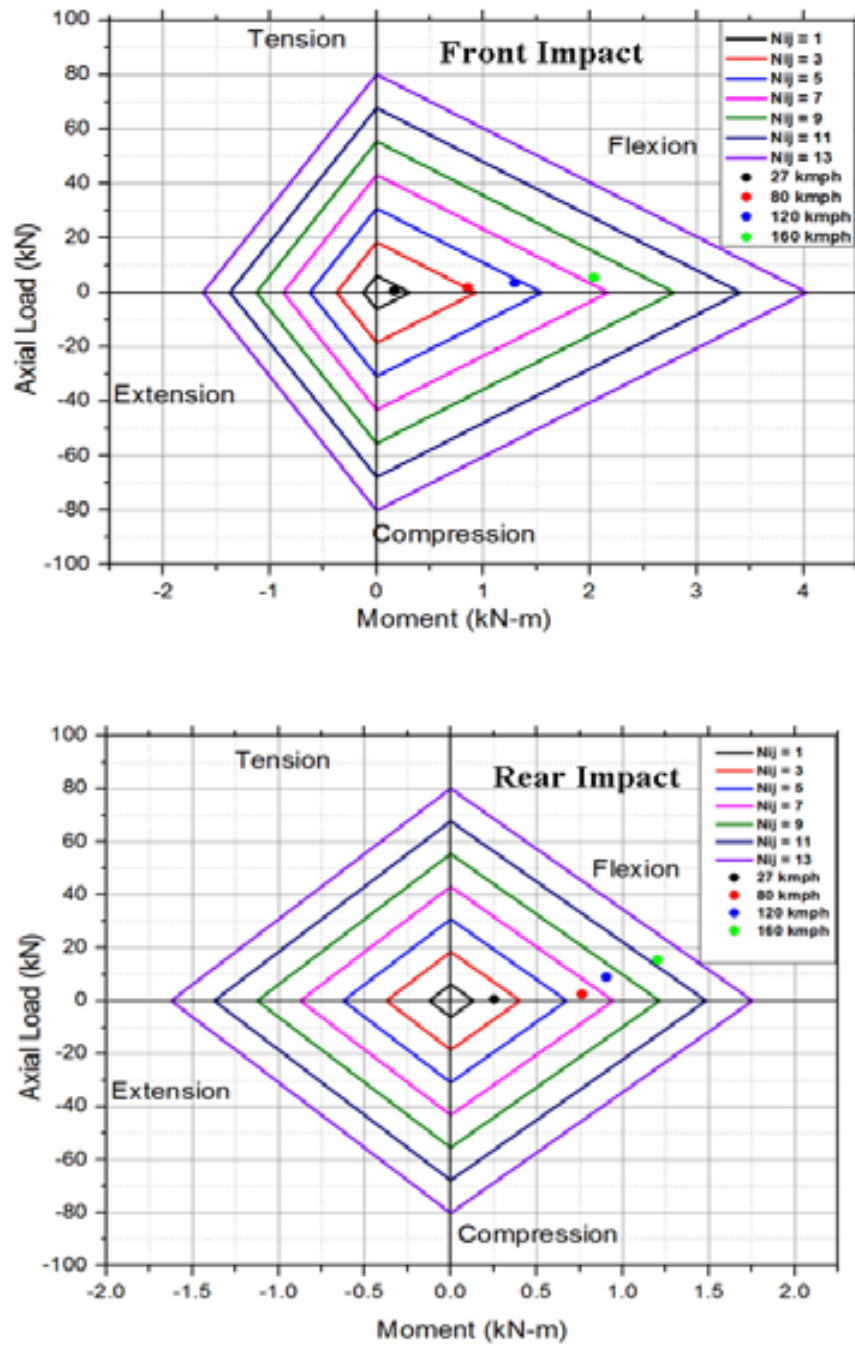 100
80
60
40
20
0
-20
-40
-60
-80
-100
Axial Load (kN)
Tension
Front Impact
Flexion
Extension
Compression
Nij = 1
Nij = 3
Nij = 5
Nij = 7
Nij = 9
Nij = 11
Nij = 13
27 kmph
80 kmph
120 kmph
160 kmph
-2 -1 0 1 2 3 4
Moment (kN-m)
100
80
60
40
20
0
-20
-40
-60
-80
-100
Axial Load (kN)
Tension
Rear Impact
Flexion
Extension
Compression
Nij = 1
Nij = 3
Nij = 5
Nij = 7
Nij = 9
Nij = 11
Nij = 13
27 kmph
80 kmph
120 kmph
160 kmph
-2.0 -1.5 -1.0 -0.5 0.0 0.5 1.0 1.5 2.0
Moment (kN-m)